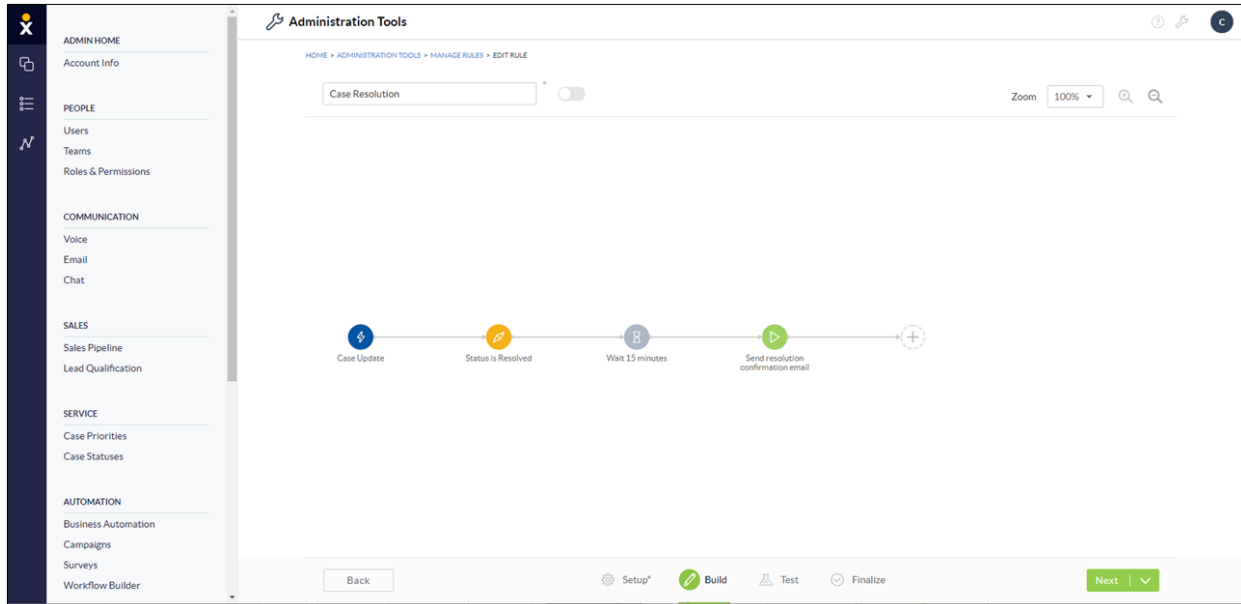 Administration Tools
C
ADMIN HOME
Account Info
PEOPLE
Users
Teams
Roles & Permissions
COMMUNICATION
Voice
Email
Chat
SALES
Sales Pipeline
Lead Qualification
SERVICE
Case Priorities
Case Statuses
AUTOMATION
Business Automation
Campaigns
Surveys
Workflow Builder
HOME > ADMINISTRATION TOOLS > MANAGE RULES > EDIT RULE
Case Resolution *
Zoom 100%
Case Update
Status is Resolved
Wait 15 minutes
Send resolution
confirmation email
Back
Setup*
Build
Test
Finalize
Next